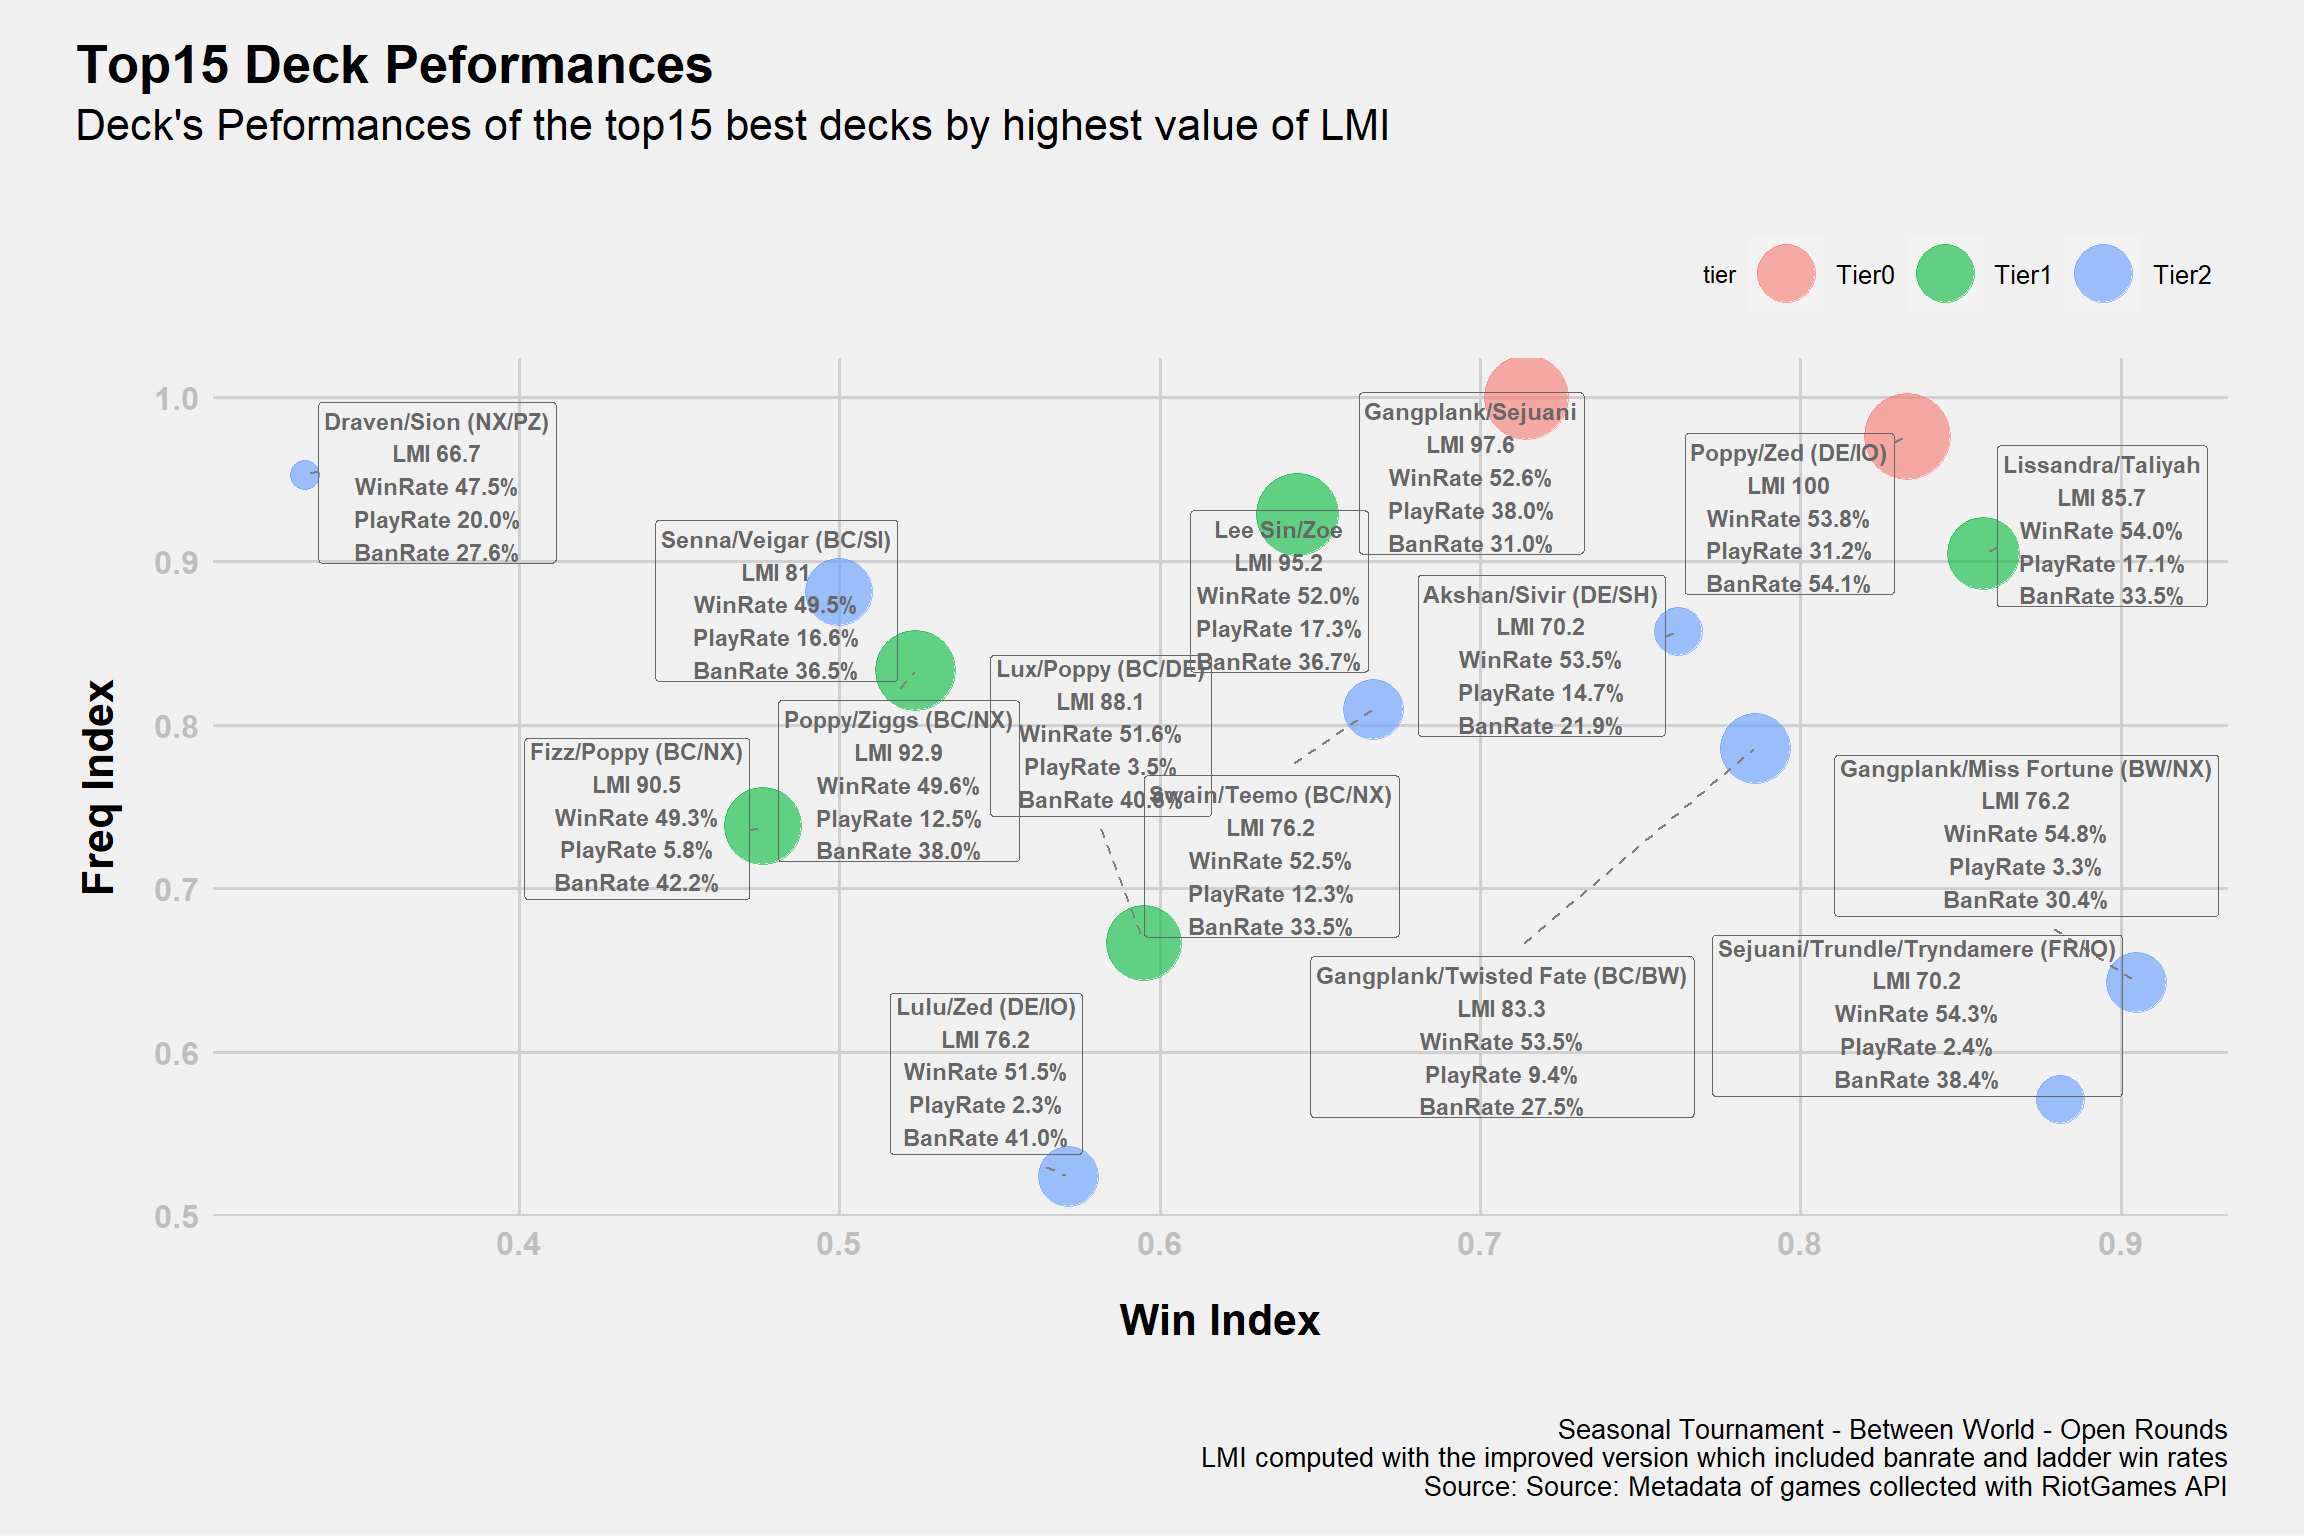 Top15 Deck Peformances
Deck's Peformances of the top15 best decks by highest value of LMI
tier Tier0 Tier1 Tier2
Freq Index
1.0
0.9
0.8
0.7
0.6
0.5
Draven/Sion (NX/PZ)
LMI 66.7
WinRate 47.5%
PlayRate 20.0%
BanRate 27.6%
Senna/Veigar (BC/SI)
LMI 81
WinRate 49.5%
PlayRate 16.6%
BanRate 36.5%
Fizz/Poppy (BC/NX)
LMI 90.5
WinRate 49.3%
PlayRate 5.8%
BanRate 42.2%
Poppy/Ziggs (BC/NX)
LMI 92.9
WinRate 49.6%
PlayRate 12.5%
BanRate 38.0%
Lux/Poppy (BC/DE)
LMI 88.1
WinRate 51.6%
PlayRate 3.5%
BanRate 40.6%
Lulu/Zed (DE/IO)
LMI 76.2
WinRate 51.5%
PlayRate 2.3%
BanRate 41.0%
Lee Sin/Zoe
LMI 95.2
WinRate 52.0%
PlayRate 17.3%
BanRate 36.7%
Swain/Teemo (BC/NX)
LMI 76.2
WinRate 52.5%
PlayRate 12.3%
BanRate 33.5%
Gangplank/Sejuani
LMI 97.6
WinRate 52.6%
PlayRate 38.0%
BanRate 31.0%
Akshan/Sivir (DE/SH)
LMI 70.2
WinRate 53.5%
PlayRate 14.7%
BanRate 21.9%
Gangplank/Twisted Fate (BC/BW)
LMI 83.3
WinRate 53.5%
PlayRate 9.4%
BanRate 27.5%
Poppy/Zed (DE/IO)
LMI 100
WinRate 53.8%
PlayRate 31.2%
BanRate 54.1%
Lissandra/Taliyah
LMI 85.7
WinRate 54.0%
PlayRate 17.1%
BanRate 33.5%
Gangplank/Miss Fortune (BW/NX)
LMI 76.2
WinRate 54.8%
PlayRate 3.3%
BanRate 30.4%
Sejuani/Trundle/Tryndamere (FR/IO)
LMI 70.2
WinRate 54.3%
PlayRate 2.4%
BanRate 38.4%
0.4 0.5 0.6 0.7 0.8 0.9
Win Index
Seasonal Tournament - Between World - Open Rounds
LMI computed with the improved version which included banrate and ladder win rates
Source: Source: Metadata of games collected with RiotGames API